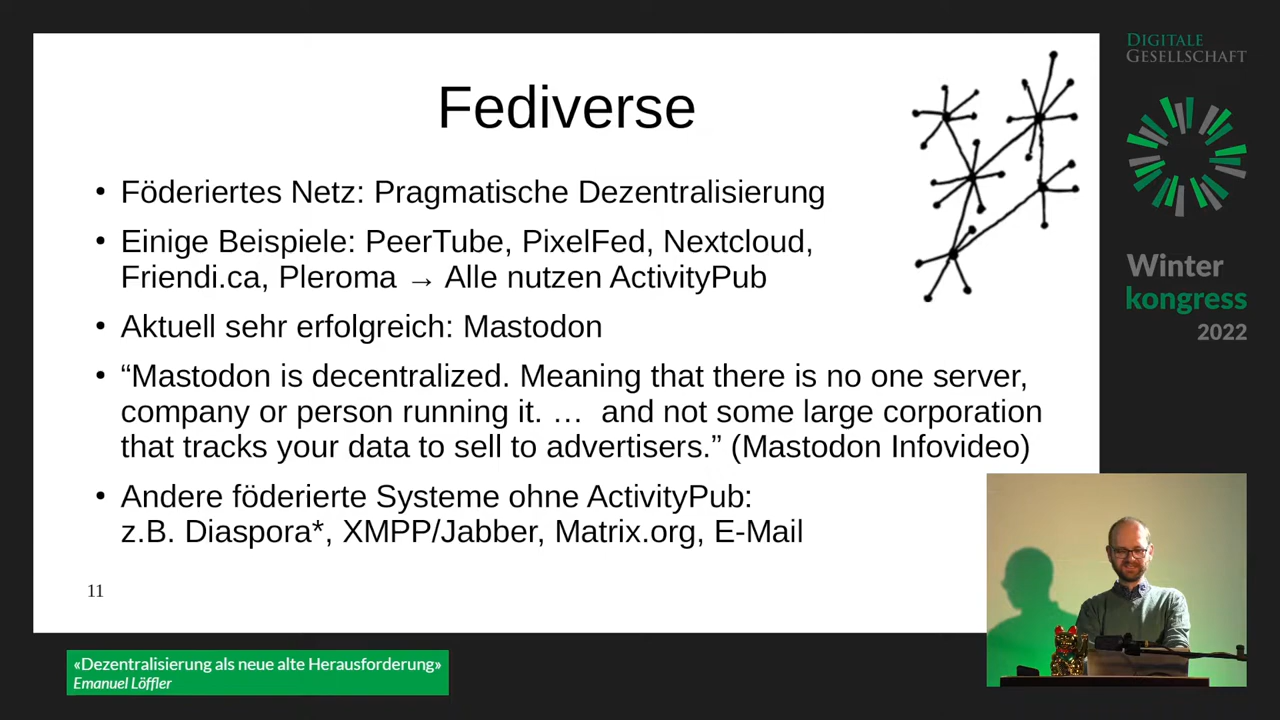 Fediverse
• Föderiertes Netz: Pragmatische Dezentralisierung
• Einige Beispiele: PeerTube, PixelFed, Nextcloud,
Friendi.ca, Pleroma → Alle nutzen ActivityPub
• Aktuell sehr erfolgreich: Mastodon
• “Mastodon is decentralized. Meaning that there is no one server,
company or person running it. … and not some large corporation
that tracks your data to sell to advertisers.” (Mastodon Infovideo)
• Andere föderierte Systeme ohne ActivityPub:
z.B. Diaspora*, XMPP/Jabber, Matrix.org, E-Mail
11
DIGITALE
GESELLSCHAFT
Winter
kongress
2022
«Dezentralisierung als neue alte Herausforderung»
Emanuel Löffler